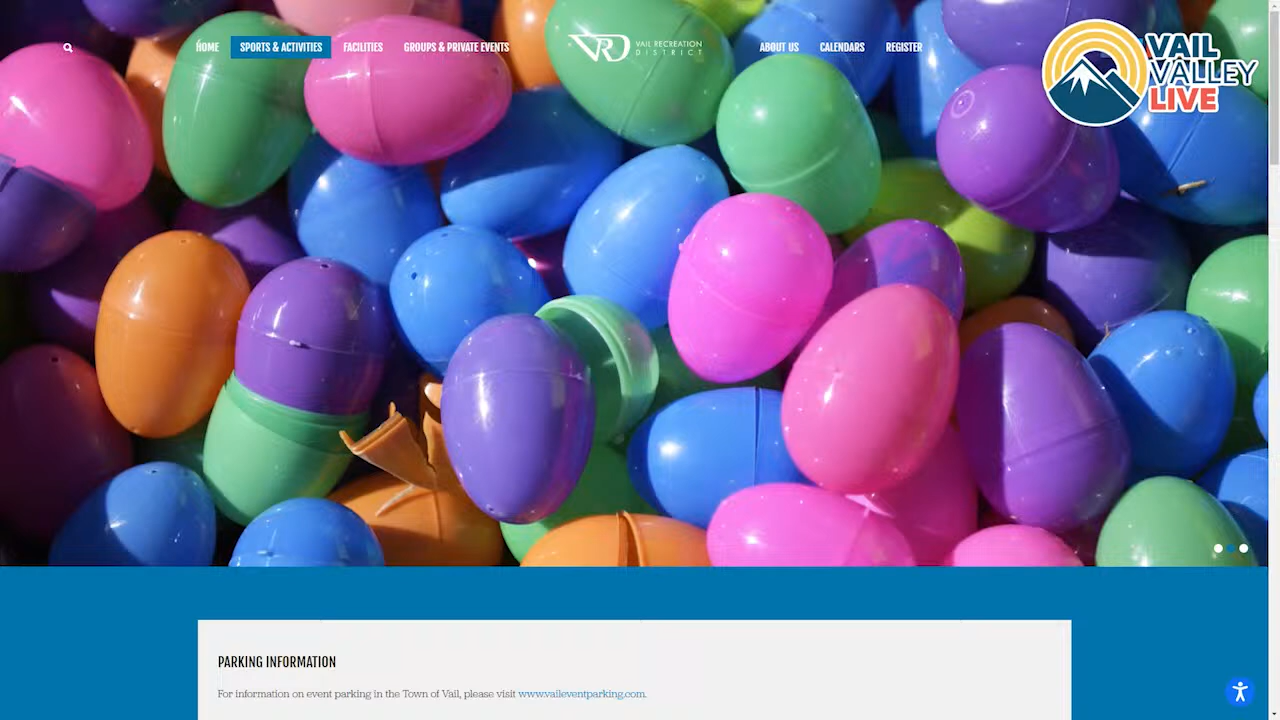 HOME
SPORTS & ACTIVITIES
FACILITIES
GROUPS & PRIVATE EVENTS
VRD
VAIL RECREATION
DISTRICT
ABOUT US
CALENDARS
REGISTER
VAIL
VALLEY
LIVE
PARKING INFORMATION
For information on event parking in the Town of Vail, please visit www.vaileventparking.com.